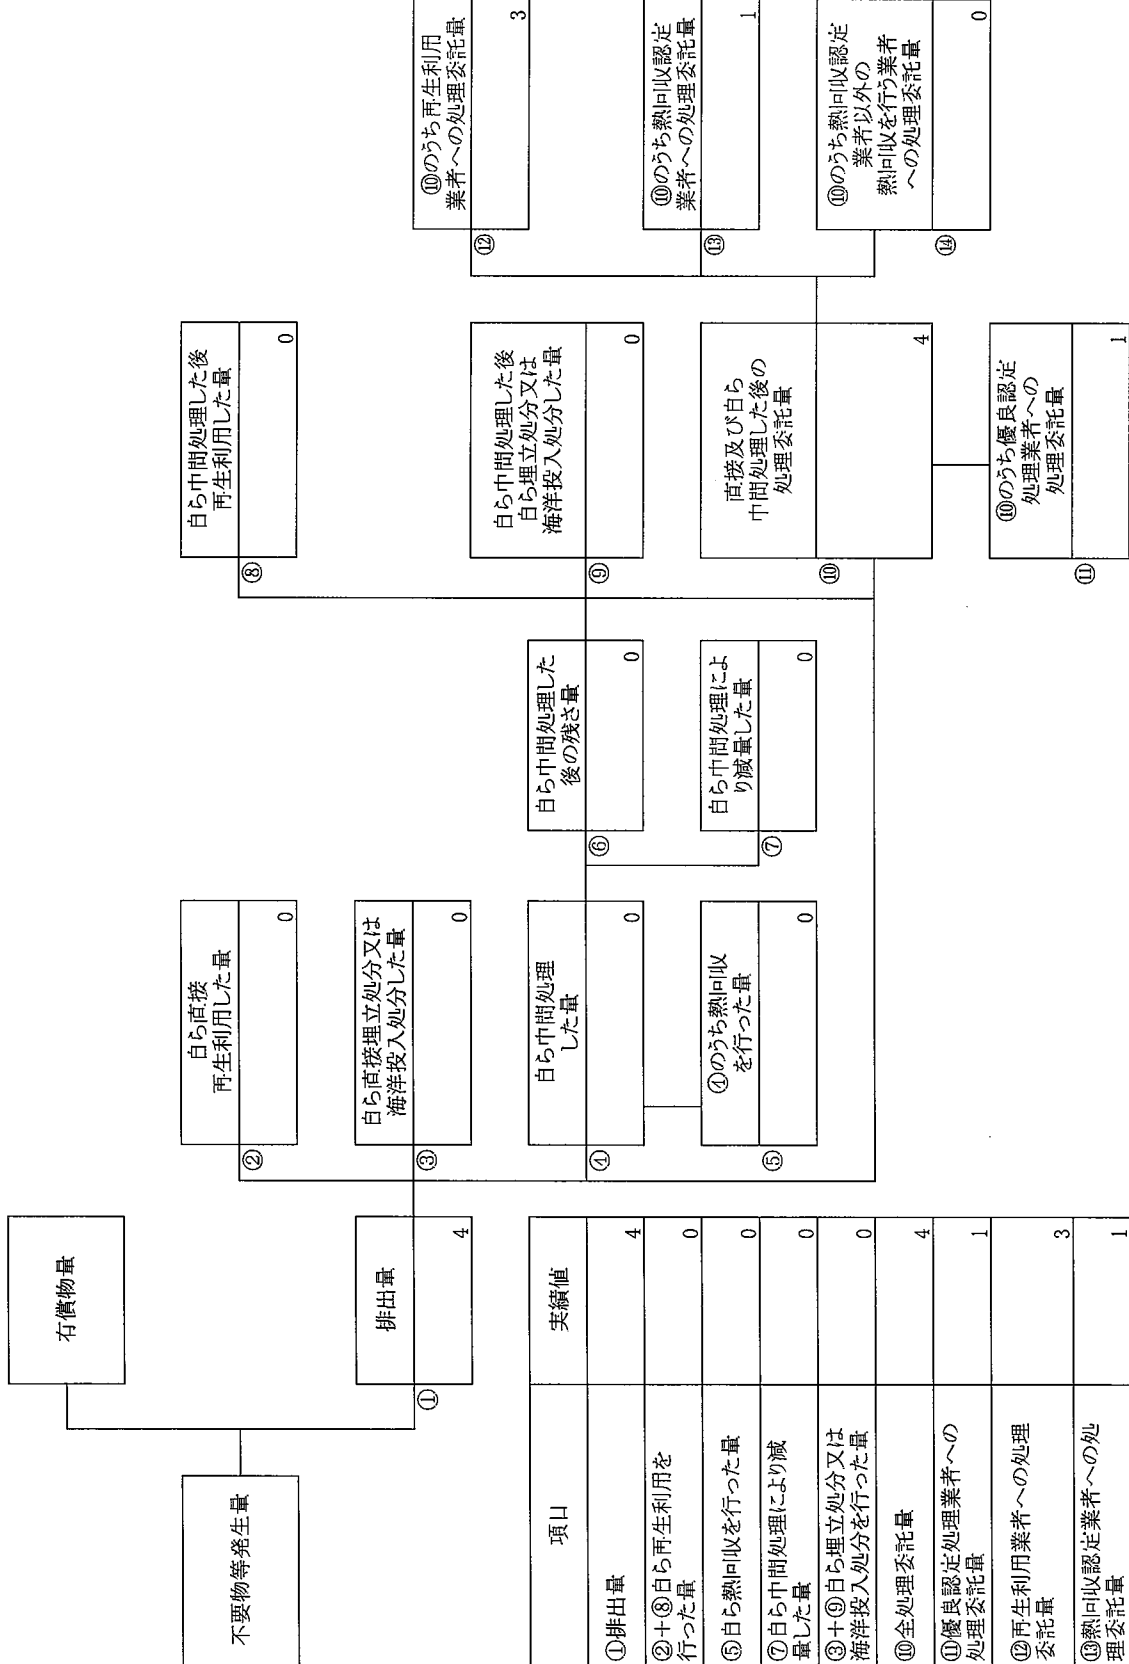 有償物量
不要物等発生量
①
排出量
4
②
自ら直接
再生利用した量
0
③
自ら直接埋立処分又は
海洋投入処分した量
0
④
自ら中間処理
した量
0
⑤
④のうち熱回収
を行った量
0
⑥
自ら中間処理した
後の残さ量
0
⑦
自ら中間処理によ
り減量した量
0
⑧
自ら中間処理した後
再生利用した量
0
⑨
自ら中間処理した後
自ら埋立処分又は
海洋投入処分した量
0
⑩
直接及び自ら
中間処理した後の
処理委託量
4
⑪
⑩のうち優良認定
処理業者への
処理委託量
1
⑫
⑩のうち再生利用
業者への処理委託量
3
⑬
⑩のうち熱回収認定
業者への処理委託量
1
⑭
⑩のうち熱回収認定
業者以外の
熱回収を行う業者
への処理委託量
0
項目 実績値
①排出量 4
②+⑧自ら再生利用を
行った量 0
⑤自ら熱回収を行った量 0
⑦自ら中間処理により減
量した量 0
③+⑨自ら埋立処分又は
海洋投入処分を行った量 0
⑩全処理委託量 4
⑪優良認定処理業者への
処理委託量 1
⑫再生利用業者への処理
委託量 3
⑬熱回収認定業者への処
理委託量 1